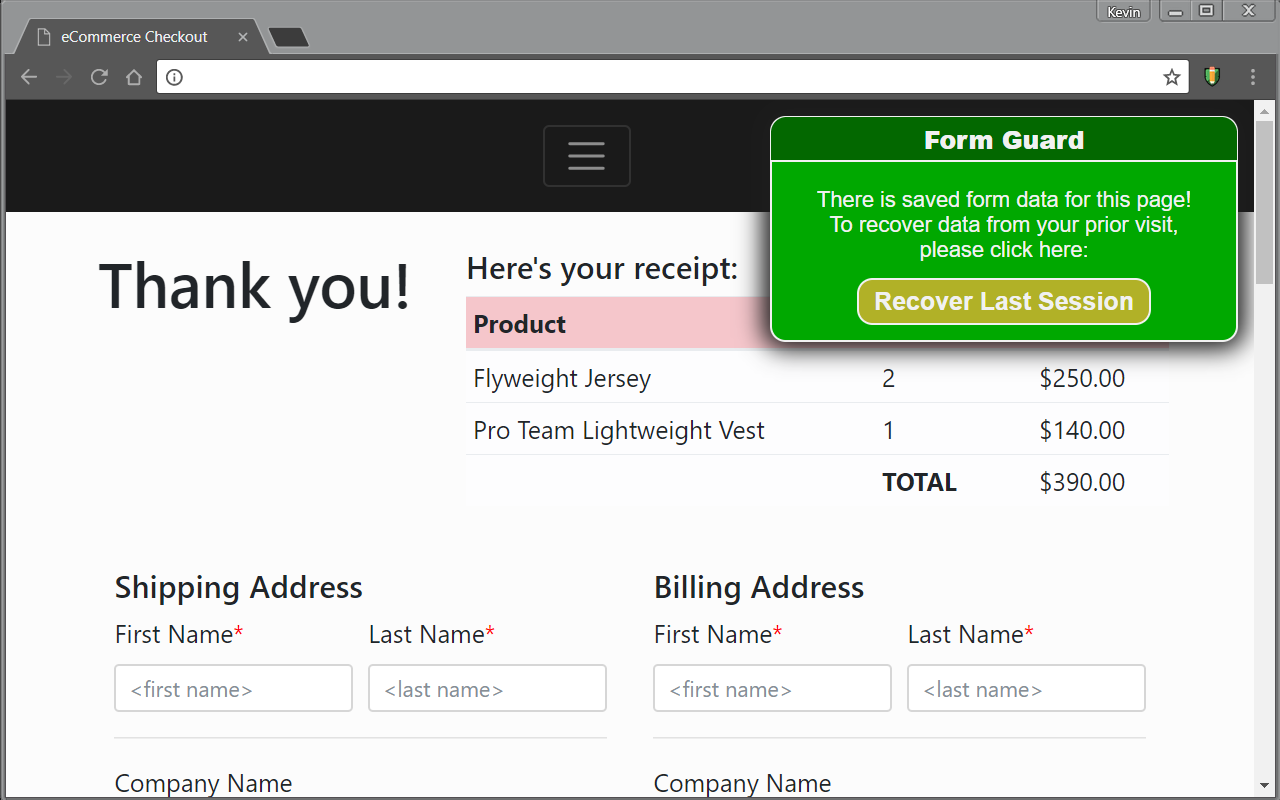 Kevin
eCommerce Checkout
Form Guard
There is saved form data for this page!
To recover data from your prior visit,
please click here:
Recover Last Session
Thank you!
Here's your receipt:
Product
Flyweight Jersey 2 $250.00
Pro Team Lightweight Vest 1 $140.00
TOTAL $390.00
Shipping Address Billing Address
First Name* Last Name* First Name* Last Name*
<first name> <last name> <first name> <last name>
Company Name Company Name